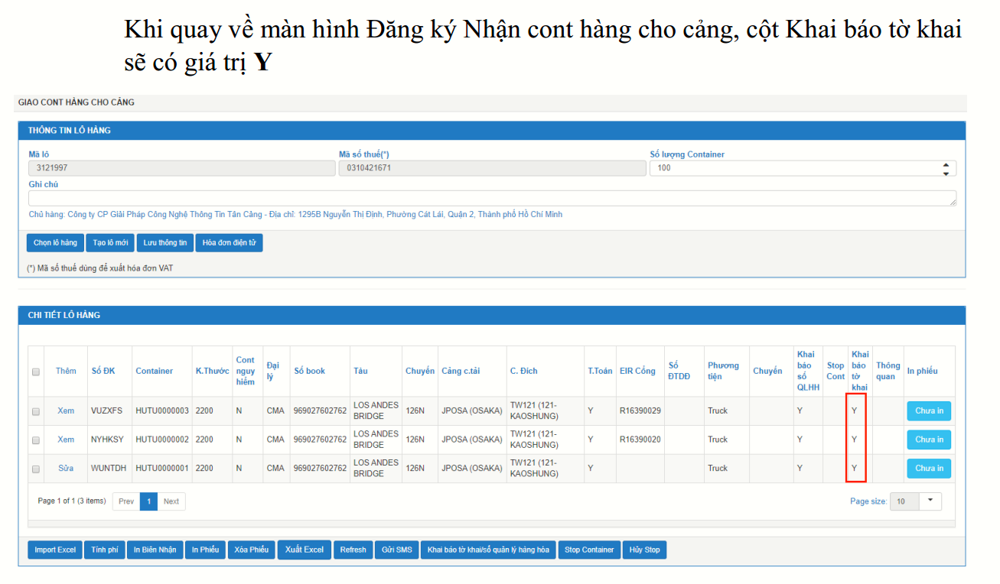 Khi quay về màn hình Đăng ký Nhận cont hàng cho cảng, cột Khai báo tờ khai
sẽ có giá trị Y
GIAO CONT HÀNG CHO CẢNG
THÔNG TIN LÔ HÀNG
Mã lô Mã số thuế(*) Số lượng Container
3121997 0310421671 100
Ghi chú
Chủ hàng: Công ty CP Giải Pháp Công Nghệ Thông Tin Tân Cảng - Địa chỉ: 1295B Nguyễn Thị Định, Phường Cát Lái, Quận 2, Thành phố Hồ Chí Minh
Chọn lô hàng Tạo lô mới Lưu thông tin Hóa đơn điện tử
(*) Mã số thuế dùng để xuất hóa đơn VAT
CHI TIẾT LÔ HÀNG
Thêm Số ĐK Container K.Thước Cont nguy hiểm Đại lý Số book Tàu Chuyến Cảng c.tải C. Đích T.Toán EIR Cổng Số ĐTDĐ Phương tiện Chuyến Khai báo số QLHH Stop Cont Khai báo tờ khai Thông quan In phiếu
Xem VUZXFS HUTU0000003 2200 N CMA 969027602762 LOS ANDES BRIDGE 126N JPOSA (OSAKA) TW121 (121-KAOSHUNG) Y R16390029 Truck Y Y Chưa in
Xem NYHKSY HUTU0000002 2200 N CMA 969027602762 LOS ANDES BRIDGE 126N JPOSA (OSAKA) TW121 (121-KAOSHUNG) Y R16390020 Truck Y Y Chưa in
Sửa WUNTDH HUTU0000001 2200 N CMA 969027602762 LOS ANDES BRIDGE 126N JPOSA (OSAKA) TW121 (121-KAOSHUNG) Y Truck Y Y Chưa in
Page 1 of 1 (3 items) Prev 1 Next Page size: 10
Import Excel Tính phí In Biên Nhận In Phiếu Xóa Phiếu Xuất Excel Refresh Gửi SMS Khai báo tờ khai/số quản lý hàng hóa Stop Container Hủy Stop